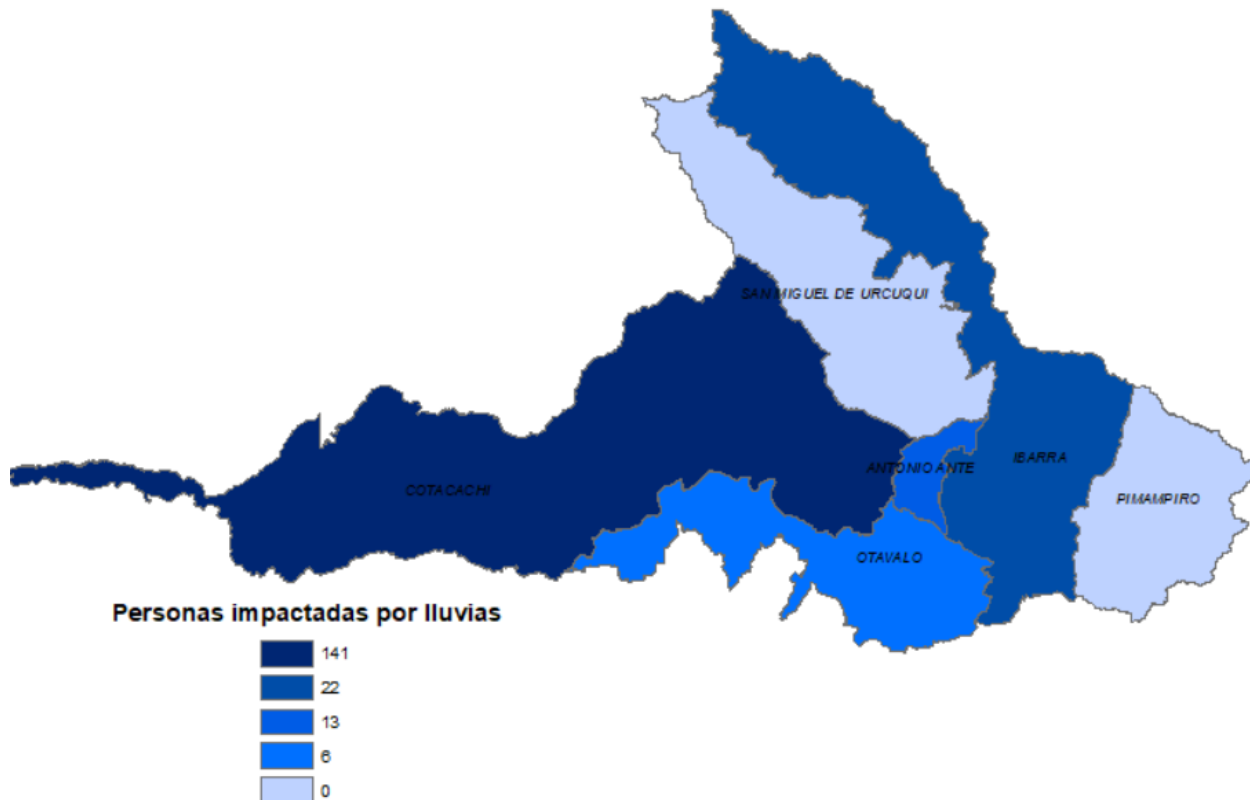 SAN MIGUEL DE URCUQUI
ANTONIO ANTE
IBARRA
COTACACHI
PIMAMPIRO
OTAVALO
Personas impactadas por lluvias
141
22
13
6
0